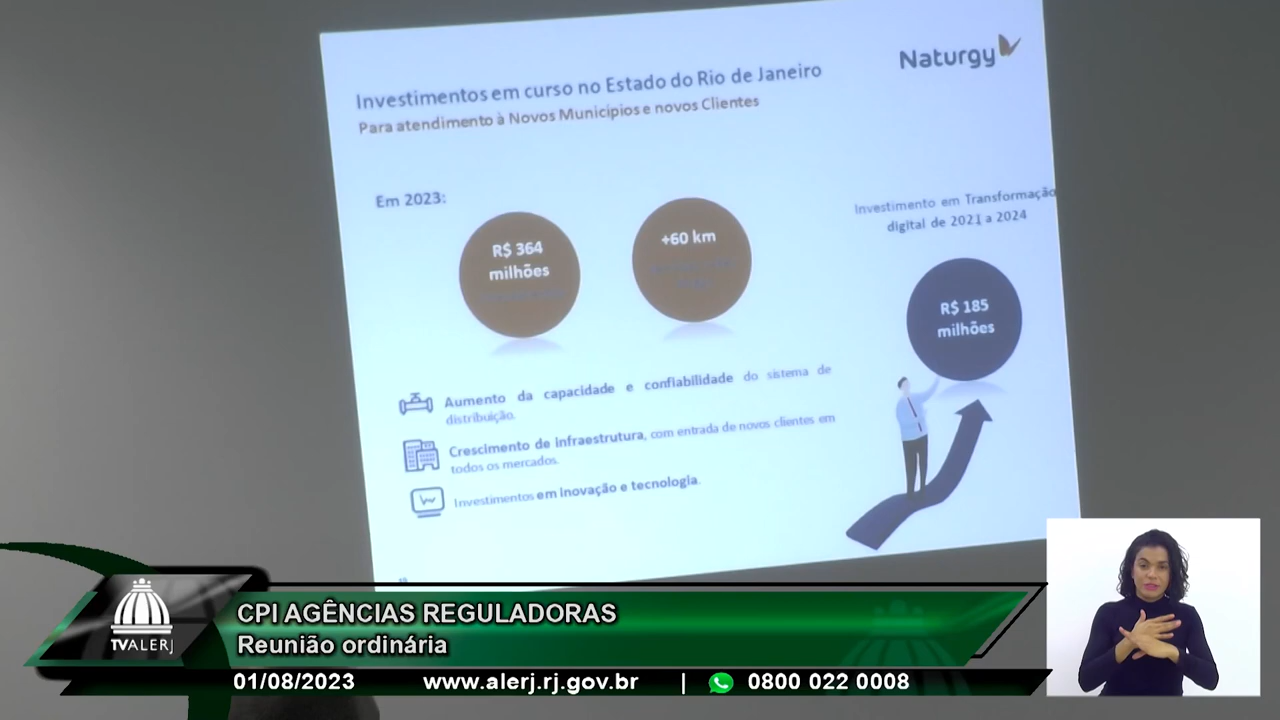 Naturgy
Investimentos em curso no Estado do Rio de Janeiro
Para atendimento à Novos Municípios e novos Clientes
Em 2023:
R$ 364
milhões
+60 km
Investimento em Transformação
digital de 2021 a 2024
R$ 185
milhões
Aumento da capacidade e confiabilidade do sistema de
distribuição.
Crescimento de infraestrutura, com entrada de novos clientes em
todos os mercados.
Investimentos em inovação e tecnologia.
TVALERJ
CPI AGÊNCIAS REGULADORAS
Reunião ordinária
01/08/2023 www.alerj.rj.gov.br | 0800 022 0008